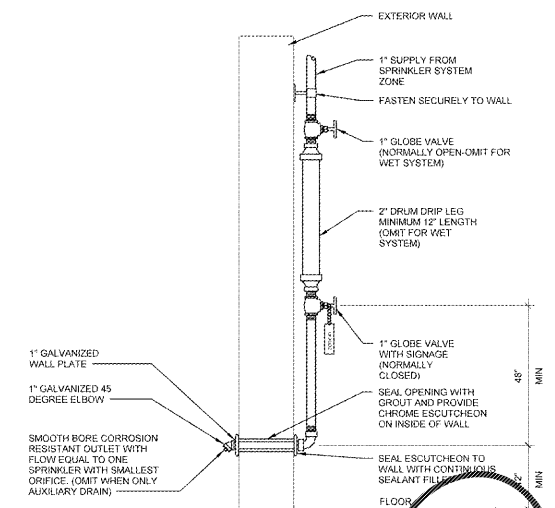 EXTERIOR WALL
1" SUPPLY FROM
SPRINKLER SYSTEM
ZONE
FASTEN SECURELY TO WALL
1" GLOBE VALVE
(NORMALLY OPEN-OMIT FOR
WET SYSTEM)
2" DRUM DRIP LEG
MINIMUM 12" LENGTH
(OMIT FOR WET
SYSTEM)
1" GLOBE VALVE
WITH SIGNAGE
(NORMALLY
CLOSED)
48"
MIN
1" GALVANIZED
WALL PLATE
1" GALVANIZED 45
DEGREE ELBOW
SEAL OPENING WITH
GROUT AND PROVIDE
CHROME ESCUTCHEON
ON INSIDE OF WALL
SMOOTH BORE CORROSION
RESISTANT OUTLET WITH
FLOW EQUAL TO ONE
SPRINKLER WITH SMALLEST
ORIFICE. (OMIT WHEN ONLY
AUXILIARY DRAIN)
SEAL ESCUTCHEON TO
WALL WITH CONTINUOUS
SEALANT
MIN
FLOOR